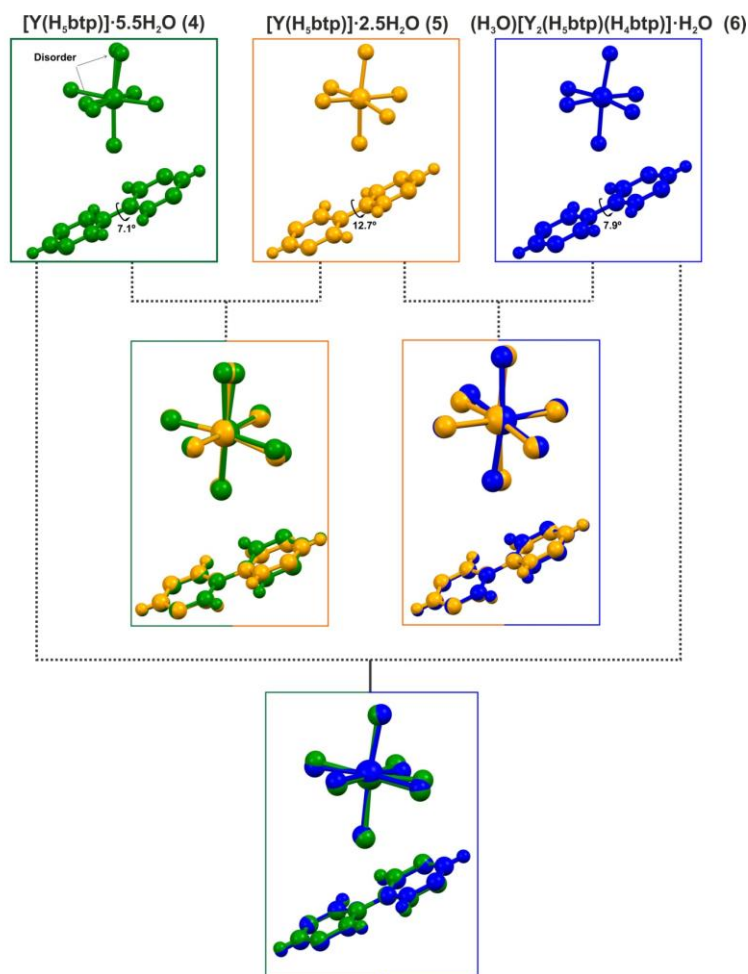 [Y(H₅btp)]·5.5H₂O (4)
[Y(H₅btp)]·2.5H₂O (5)
(H₃O)[Y₂(H₅btp)(H₄btp)]·H₂O (6)
Disorder
7.1º
12.7º
7.9º